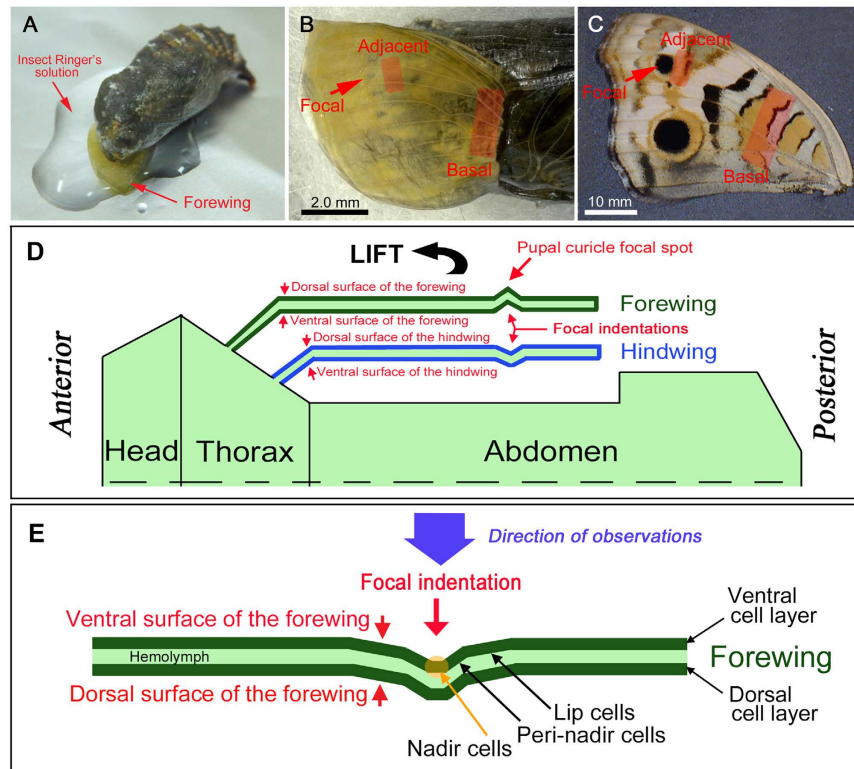 A
Insect Ringer's
solution
Forewing
B
Adjacent
Focal
Basal
2.0 mm
C
Adjacent
Focal
Basal
10 mm
D
LIFT
Pupal curicle focal spot
Dorsal surface of the forewing
Forewing
Ventral surface of the forewing
Focal indentations
Dorsal surface of the hindwing
Hindwing
Ventral surface of the hindwing
Anterior
Posterior
Head
Thorax
Abdomen
E
Direction of observations
Focal indentation
Ventral surface of the forewing
Ventral
cell layer
Hemolymph
Forewing
Dorsal surface of the forewing
Dorsal
cell layer
Lip cells
Peri-nadir cells
Nadir cells